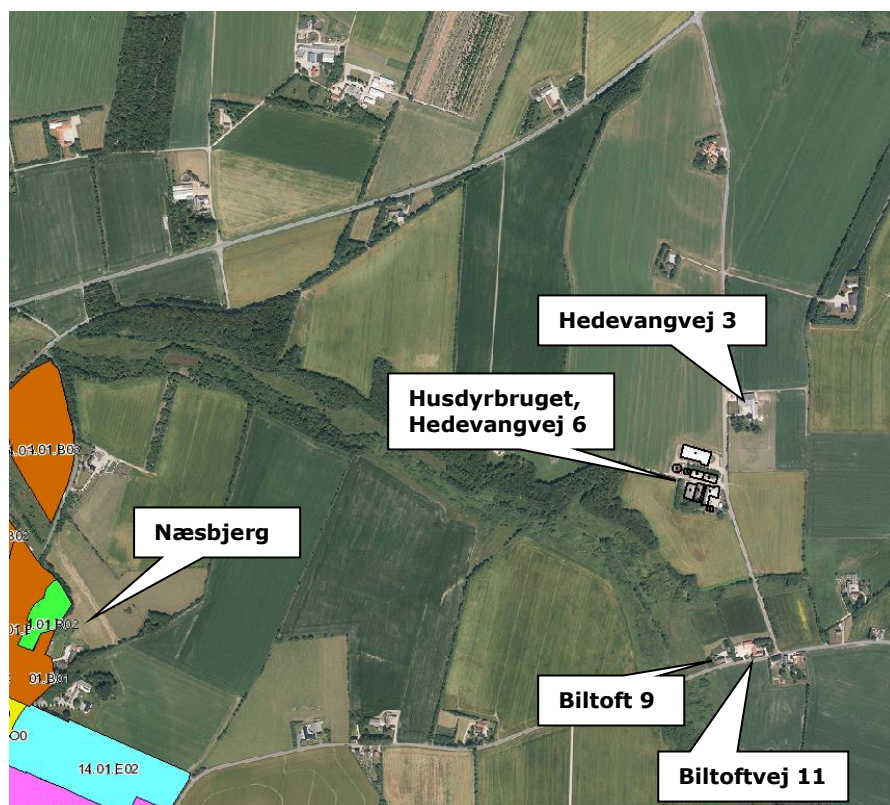 Hedevangvej 3
Husdyrbruget,
Hedevangvej 6
Næsbjerg
Biltoft 9
Biltoftvej 11
14.01.E02